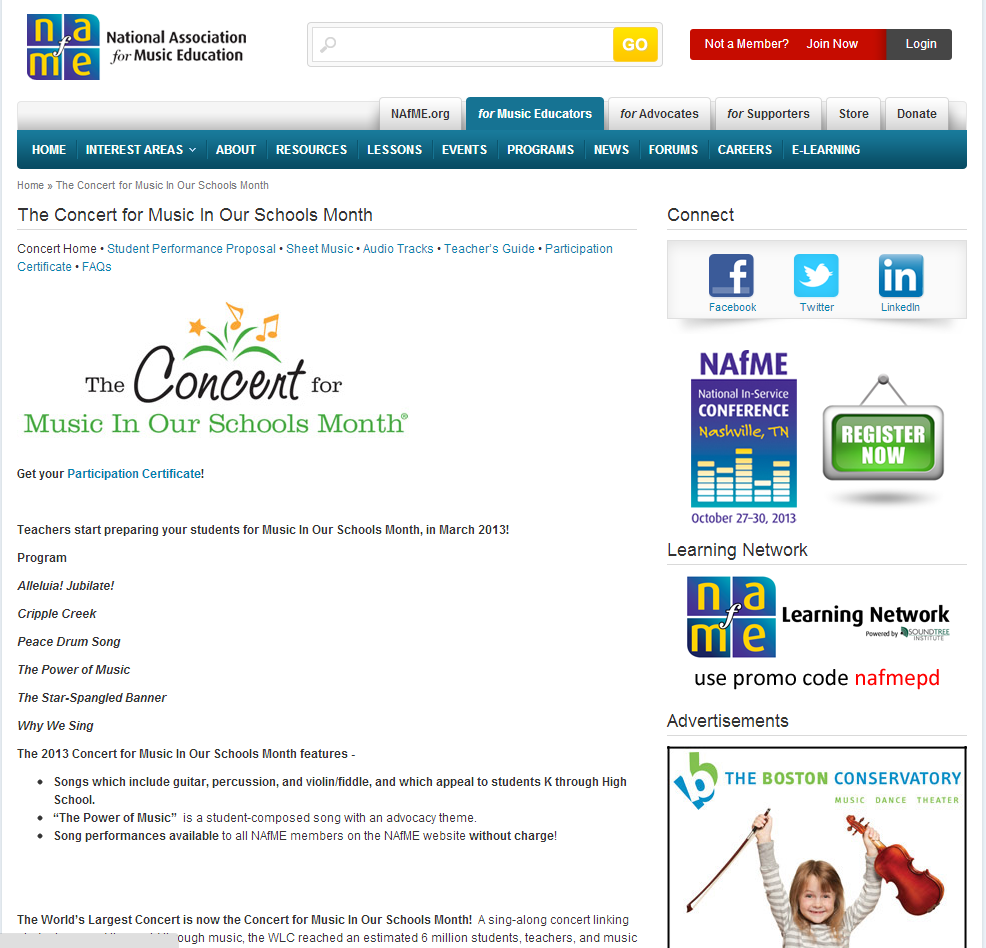 n a f m e National Association
for Music Education
GO
Not a Member? Join Now Login
NAfME.org for Music Educators for Advocates for Supporters Store Donate
HOME INTEREST AREAS ABOUT RESOURCES LESSONS EVENTS PROGRAMS NEWS FORUMS CAREERS E-LEARNING
Home » The Concert for Music In Our Schools Month
The Concert for Music In Our Schools Month
Concert Home • Student Performance Proposal • Sheet Music • Audio Tracks • Teacher's Guide • Participation
Certificate • FAQs
The Concert for
Music In Our Schools Month®
Get your Participation Certificate!
Teachers start preparing your students for Music In Our Schools Month, in March 2013!
Program
Alleluia! Jubilate!
Cripple Creek
Peace Drum Song
The Power of Music
The Star-Spangled Banner
Why We Sing
The 2013 Concert for Music In Our Schools Month features -
• Songs which include guitar, percussion, and violin/fiddle, and which appeal to students K through High
School.
• “The Power of Music” is a student-composed song with an advocacy theme.
• Song performances available to all NAfME members on the NAfME website without charge!
The World's Largest Concert is now the Concert for Music In Our Schools Month! A sing-along concert linking
through music, the WLC reached an estimated 6 million students, teachers, and music
Connect
f in
Facebook Twitter LinkedIn
NAfME
National In-Service
CONFERENCE
Nashville, TN
October 27-30, 2013
REGISTER
NOW
Learning Network
n a f m e Learning Network
Powered by SOUNDTREE
INSTITUTE
use promo code nafmepd
Advertisements
b THE BOSTON CONSERVATORY
MUSIC DANCE THEATER